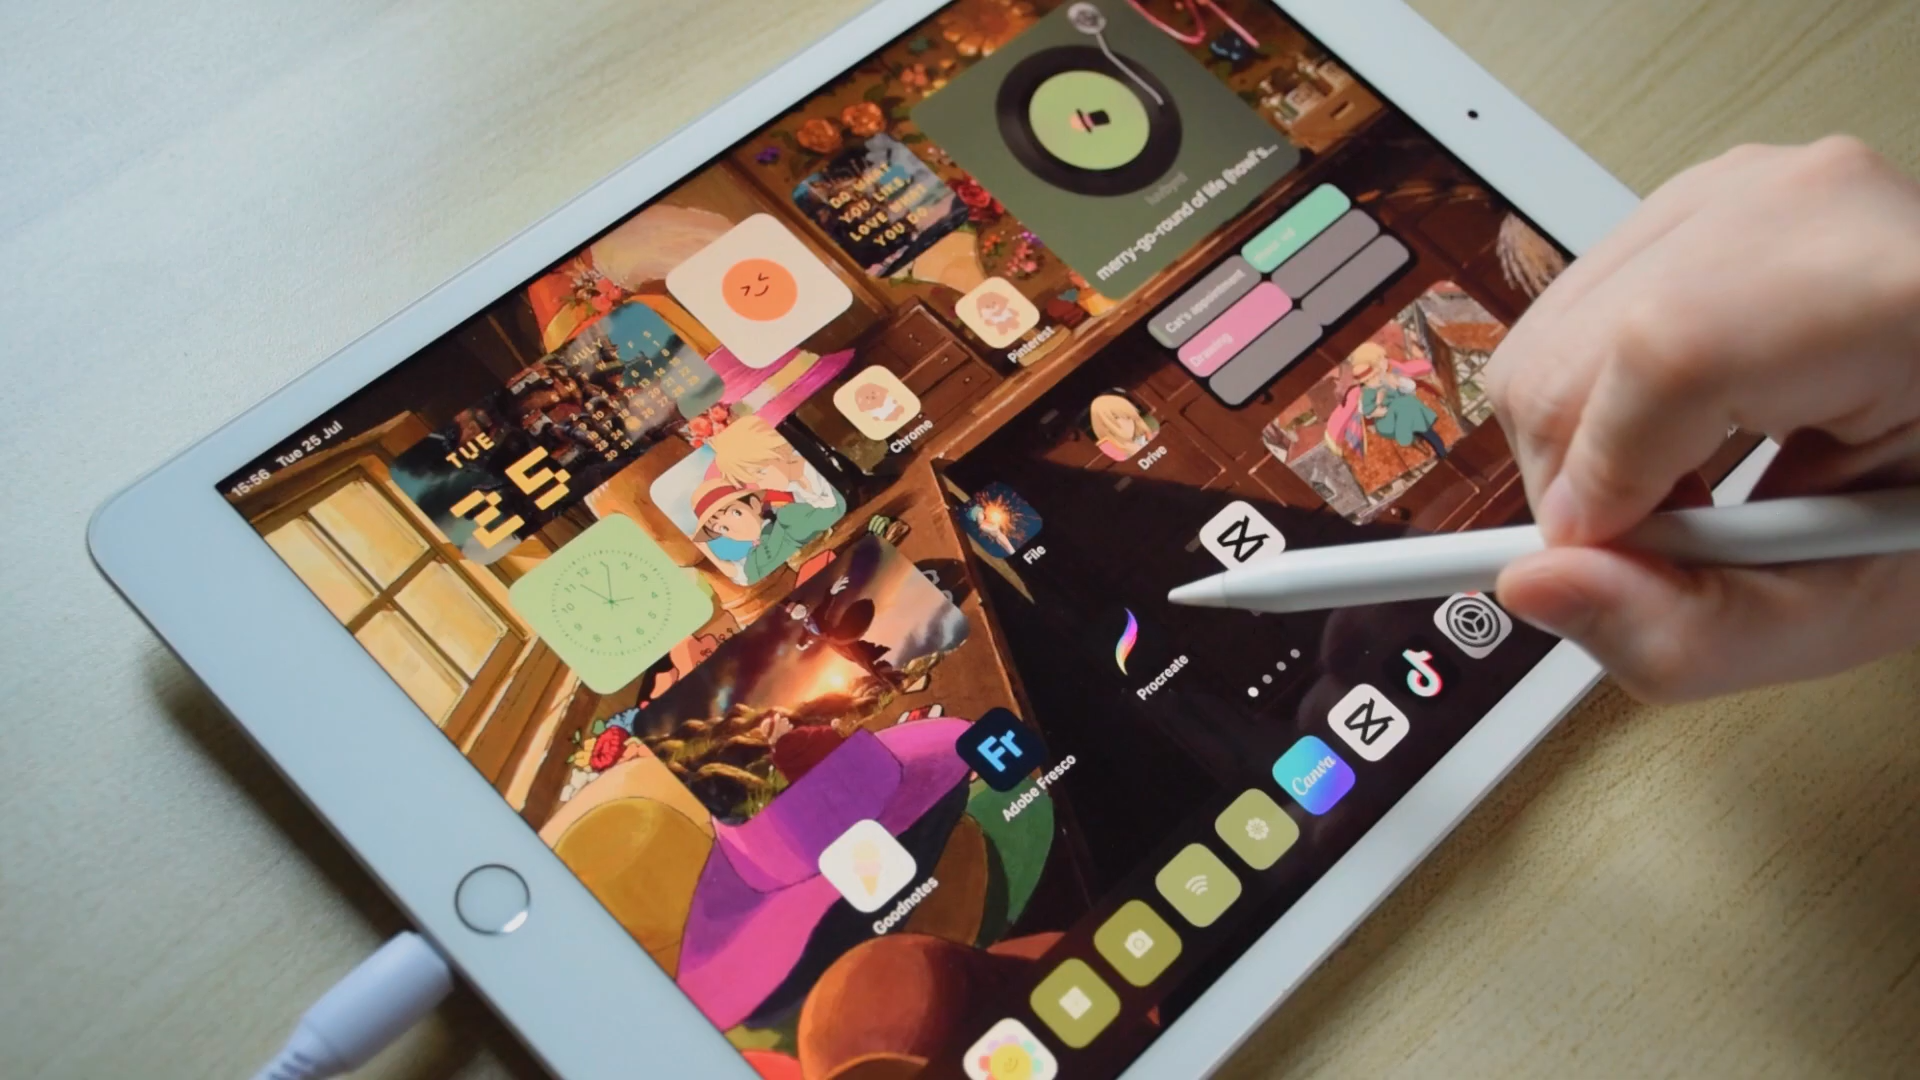 15:56 Tue 25 Jul
TUE
25
JULY
DO WHAT
YOU LIKE,
LOVE WHAT
YOU DO.
merry-go-round of life (howl's...
Cat's appointment
Drawing
Pinterest
Chrome
Drive
File
Procreate
Fr
Adobe Fresco
Goodnotes
Canva